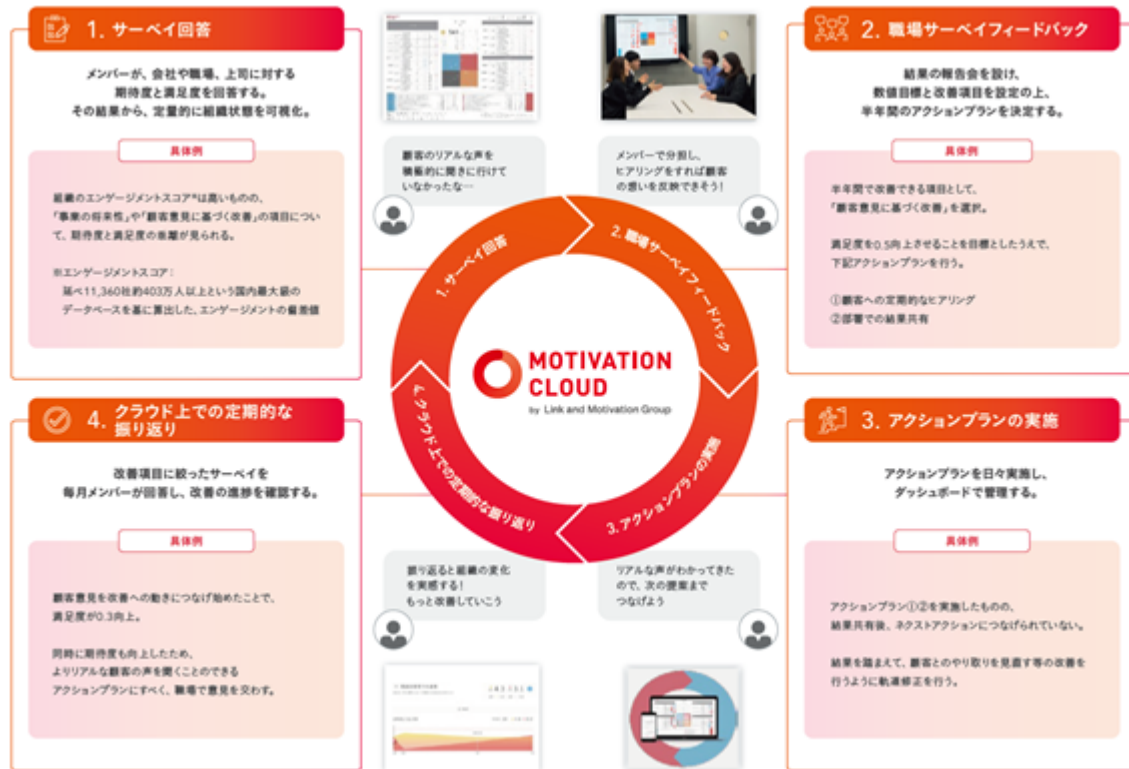 1. サーベイ回答
メンバーが、会社や職場、上司に対する
期待度と満足度を回答する。
その結果から、定量的に組織状態を可視化。
具体例
組織のエンゲージメントスコア※は高いものの、
「事業の将来性」や「顧客意見に基づく改善」の項目につい
て、期待度と満足度の乖離が見られる。
※エンゲージメントスコア：
延べ11,360社約403万人以上という国内最大級の
データベースを基に算出した、エンゲージメントの偏差値
顧客のリアルな声を
積極的に聞きに行けて
いなかったな…
メンバーで分担し、
ヒアリングをすれば顧客
の想いを反映できそう！
2. 職場サーベイフィードバック
結果の報告会を設け、
数値目標と改善項目を設定の上、
半年間のアクションプランを決定する。
具体例
半年間で改善できる項目として、
「顧客意見に基づく改善」を選択。
満足度を0.5向上させることを目標としたうえで、
下記アクションプランを行う。
①顧客への定期的なヒアリング
②部署での結果共有
1. サーベイ回答
2. 職場サーベイフィードバック
3. アクションプランの実施
4. クラウド上での定期的な振り返り
MOTIVATION
CLOUD
by Link and Motivation Group
4. クラウド上での定期的な
振り返り
改善項目に絞ったサーベイを
毎月メンバーが回答し、改善の進捗を確認する。
具体例
顧客意見を改善への動きにつなげ始めたことで、
満足度が0.3向上。
同時に期待度も向上したため、
よりリアルな顧客の声を聞くことのできる
アクションプランにすべく、職場で意見を交わす。
振り返ると組織の変化
を実感する！
もっと改善していこう
リアルな声がわかってきた
ので、次の提案まで
つなげよう
3. アクションプランの実施
アクションプランを日々実施し、
ダッシュボードで管理する。
具体例
アクションプラン①②を実施したものの、
結果共有後、ネクストアクションにつなげられていない。
結果を踏まえて、顧客とのやり取りを見直す等の改善を
行うように軌道修正を行う。